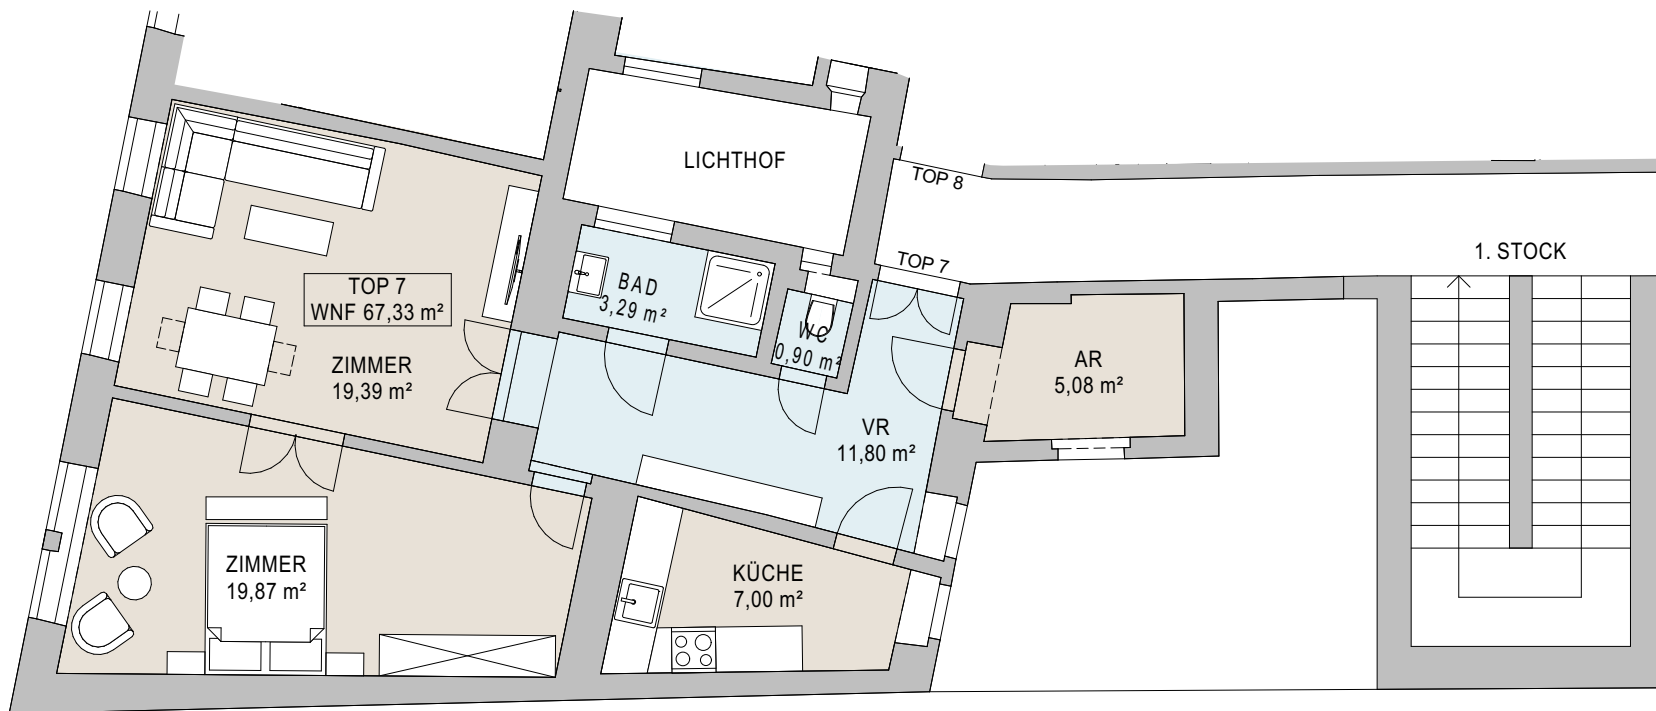 LICHTHOF
TOP 8
TOP 7
1. STOCK
TOP 7
WNF 67,33 m²
ZIMMER
19,39 m²
BAD
3,29 m²
WC
0,90 m²
AR
5,08 m²
VR
11,80 m²
ZIMMER
19,87 m²
KÜCHE
7,00 m²